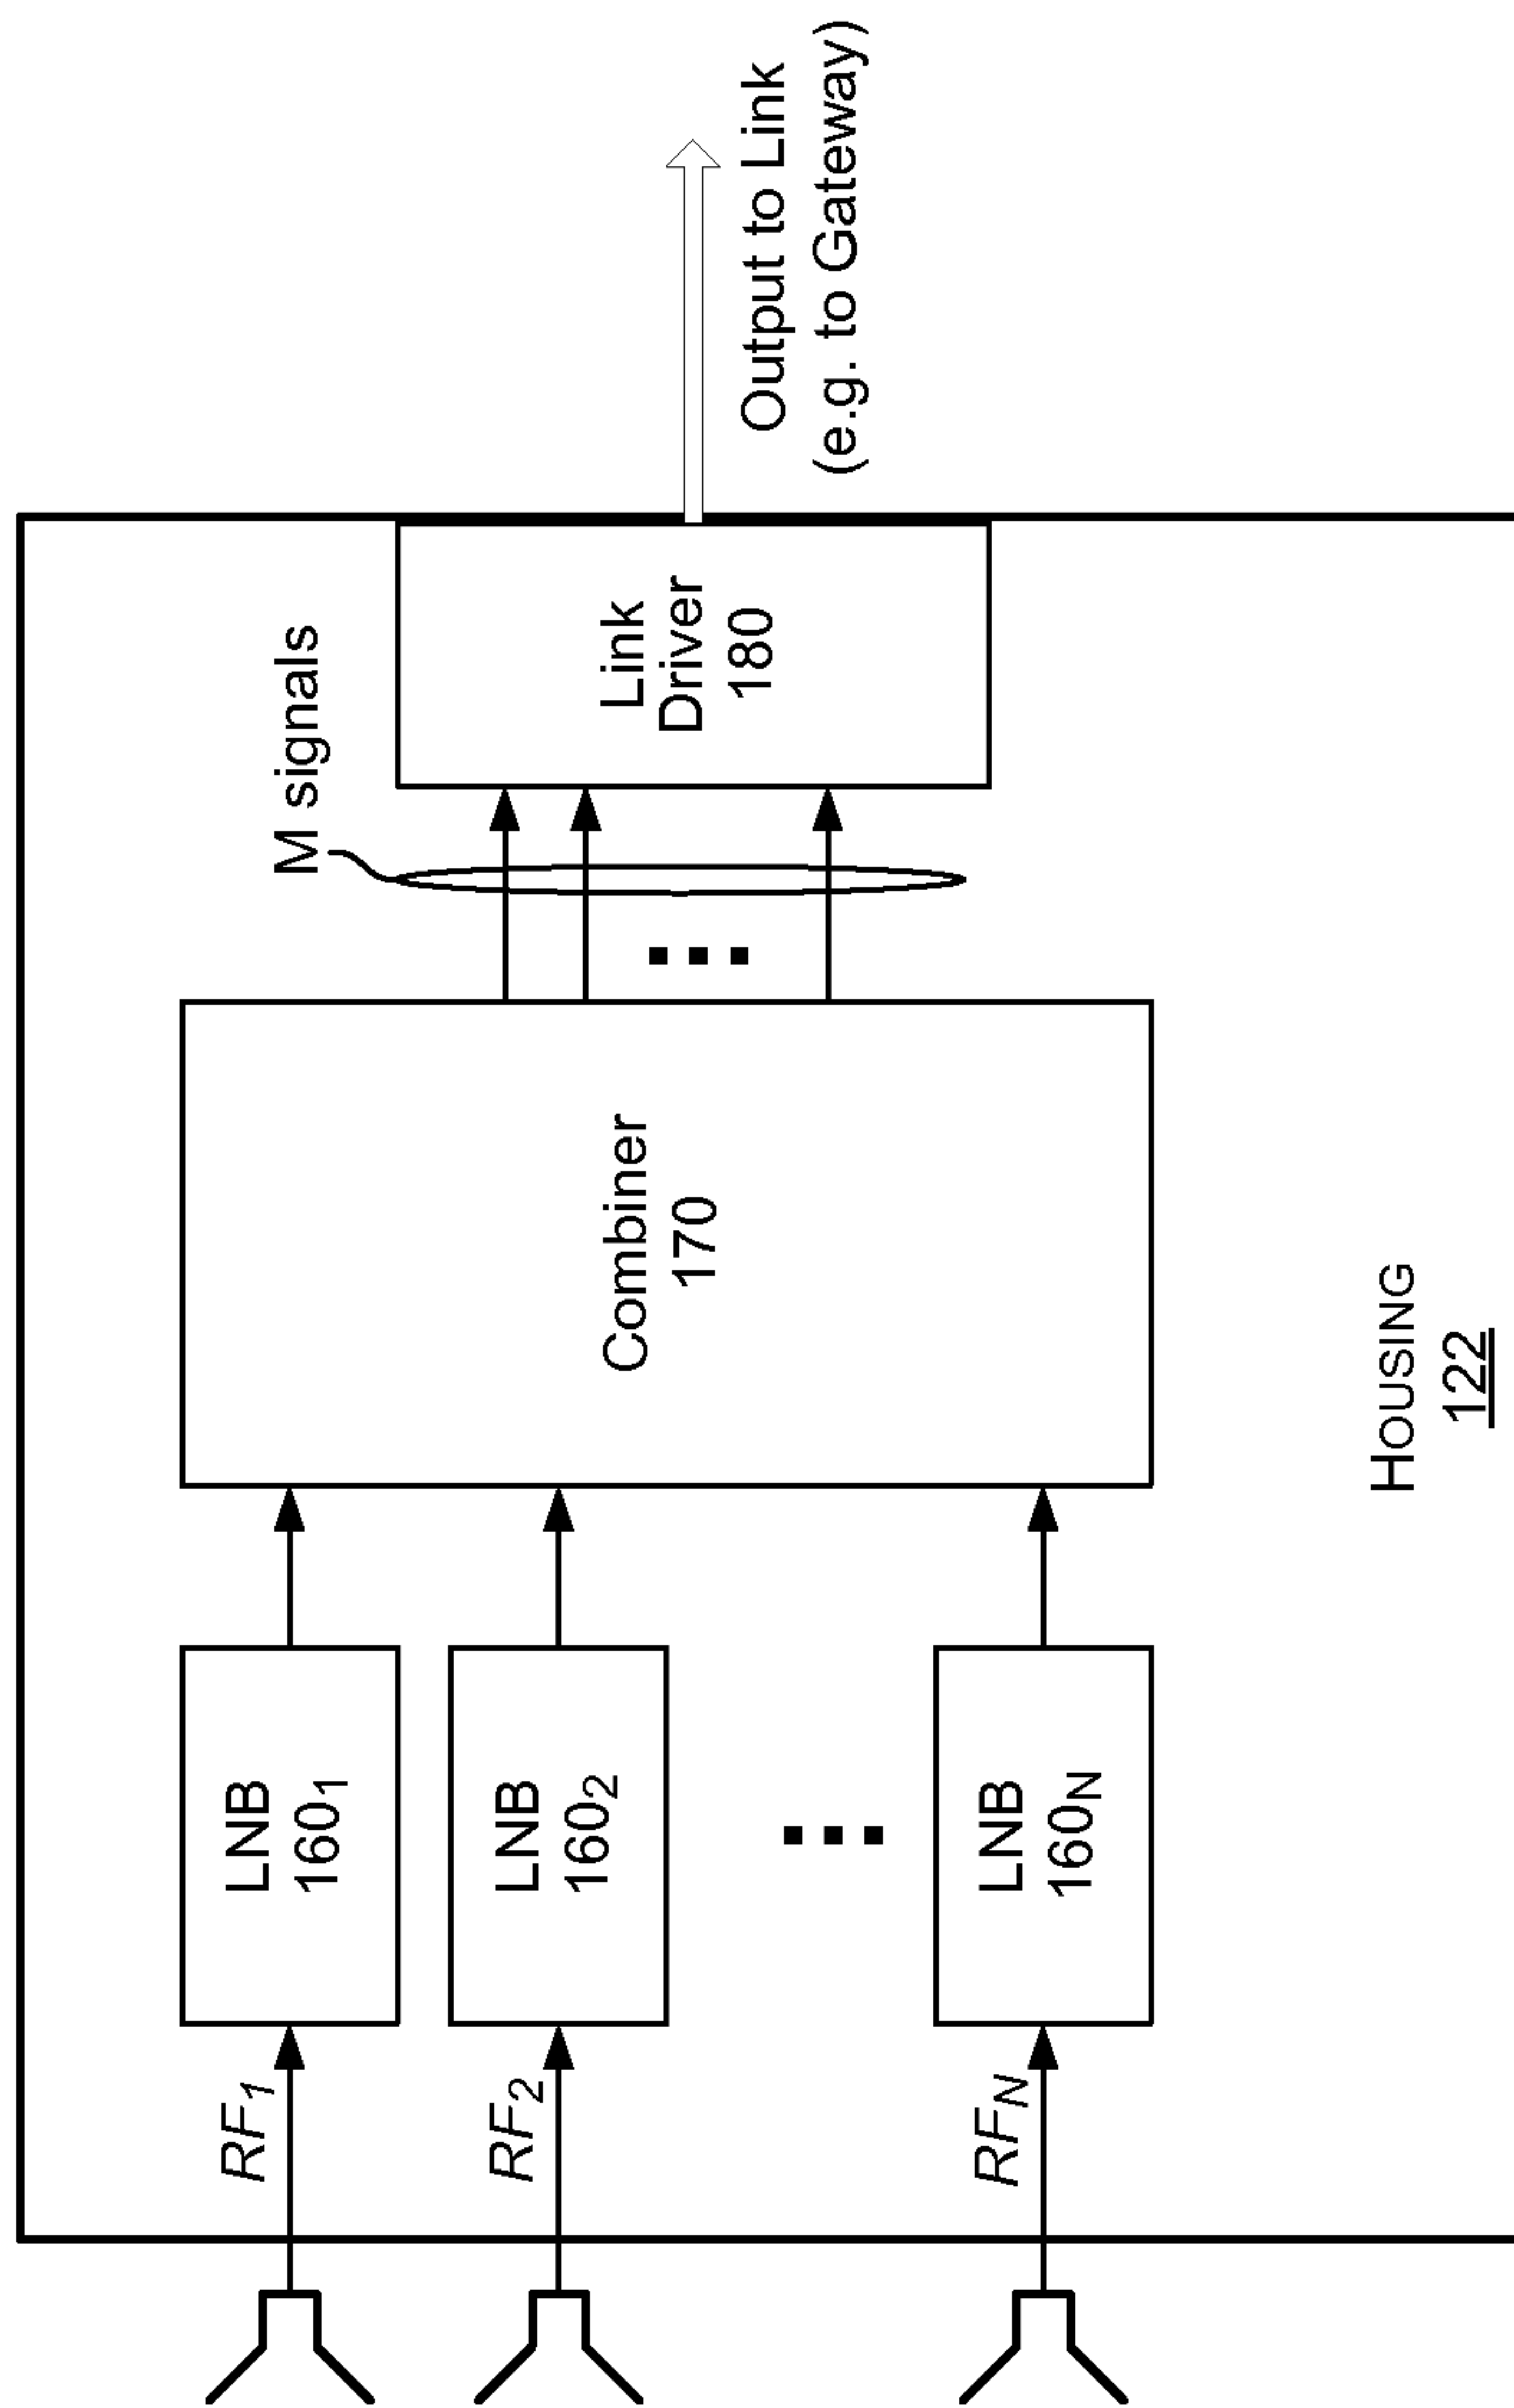 RF1
LNB
1601
RF2
LNB
1602
RFN
LNB
160N
Combiner
170
M signals
Link
Driver
180
Output to Link
(e.g. to Gateway)
HOUSING
122